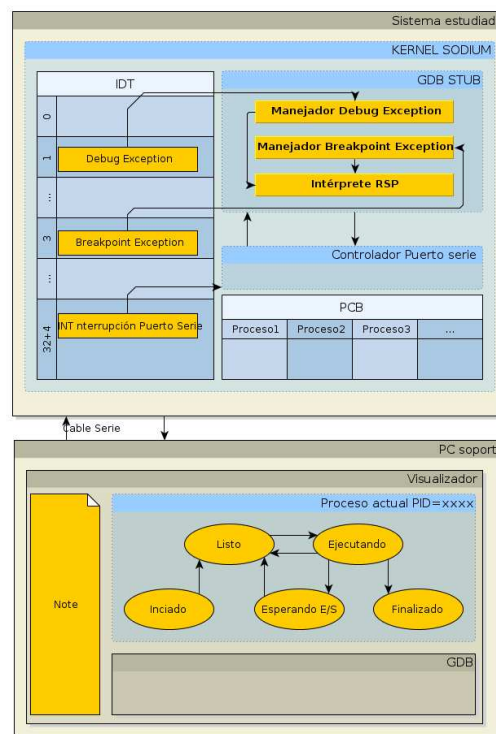 Sistema estudiad
KERNEL SODIUM
IDT
GDB STUB
0
Manejador Debug Exception
Manejador Breakpoint Exception
1
Debug Exception
Intérprete RSP
...
3
Breakpoint Exception
Controlador Puerto serie
...
PCB
32+4
INT nterrupción Puerto Serie
Proceso1 Proceso2 Proceso3 ...
Cable Serie
PC soport
Visualizador
Proceso actual PID=xxxx
Listo Ejecutando
Note
Inciado Esperando E/S Finalizado
GDB